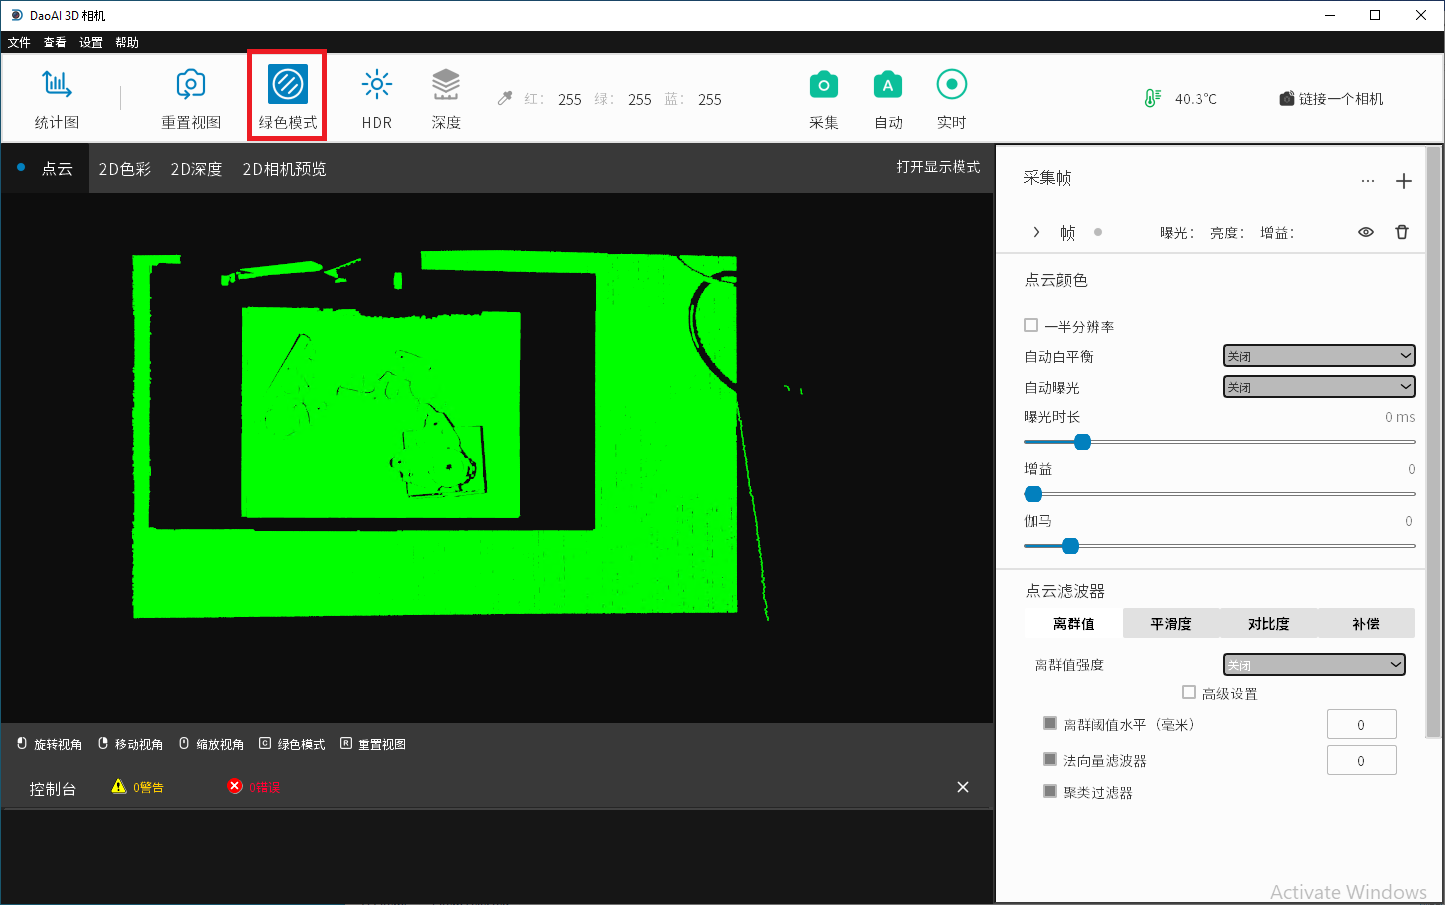 DaoAI 3D 相机
文件 查看 设置 帮助
统计图 重置视图 绿色模式 HDR 深度 红: 255 绿: 255 蓝: 255 采集 自动 实时 40.3℃ 链接一个相机
点云 2D色彩 2D深度 2D相机预览 打开显示模式
采集帧 ...
帧 曝光: 亮度: 增益:
点云颜色
一半分辨率
自动白平衡 关闭
自动曝光 关闭
曝光时长 0 ms
增益 0
伽马 0
点云滤波器
离群值 平滑度 对比度 补偿
离群值强度 关闭
高级设置
离群阈值水平（毫米） 0
法向量滤波器 0
聚类过滤器
旋转视角 移动视角 缩放视角 C 绿色模式 R 重置视图
控制台 0警告 0错误
Activate Windows